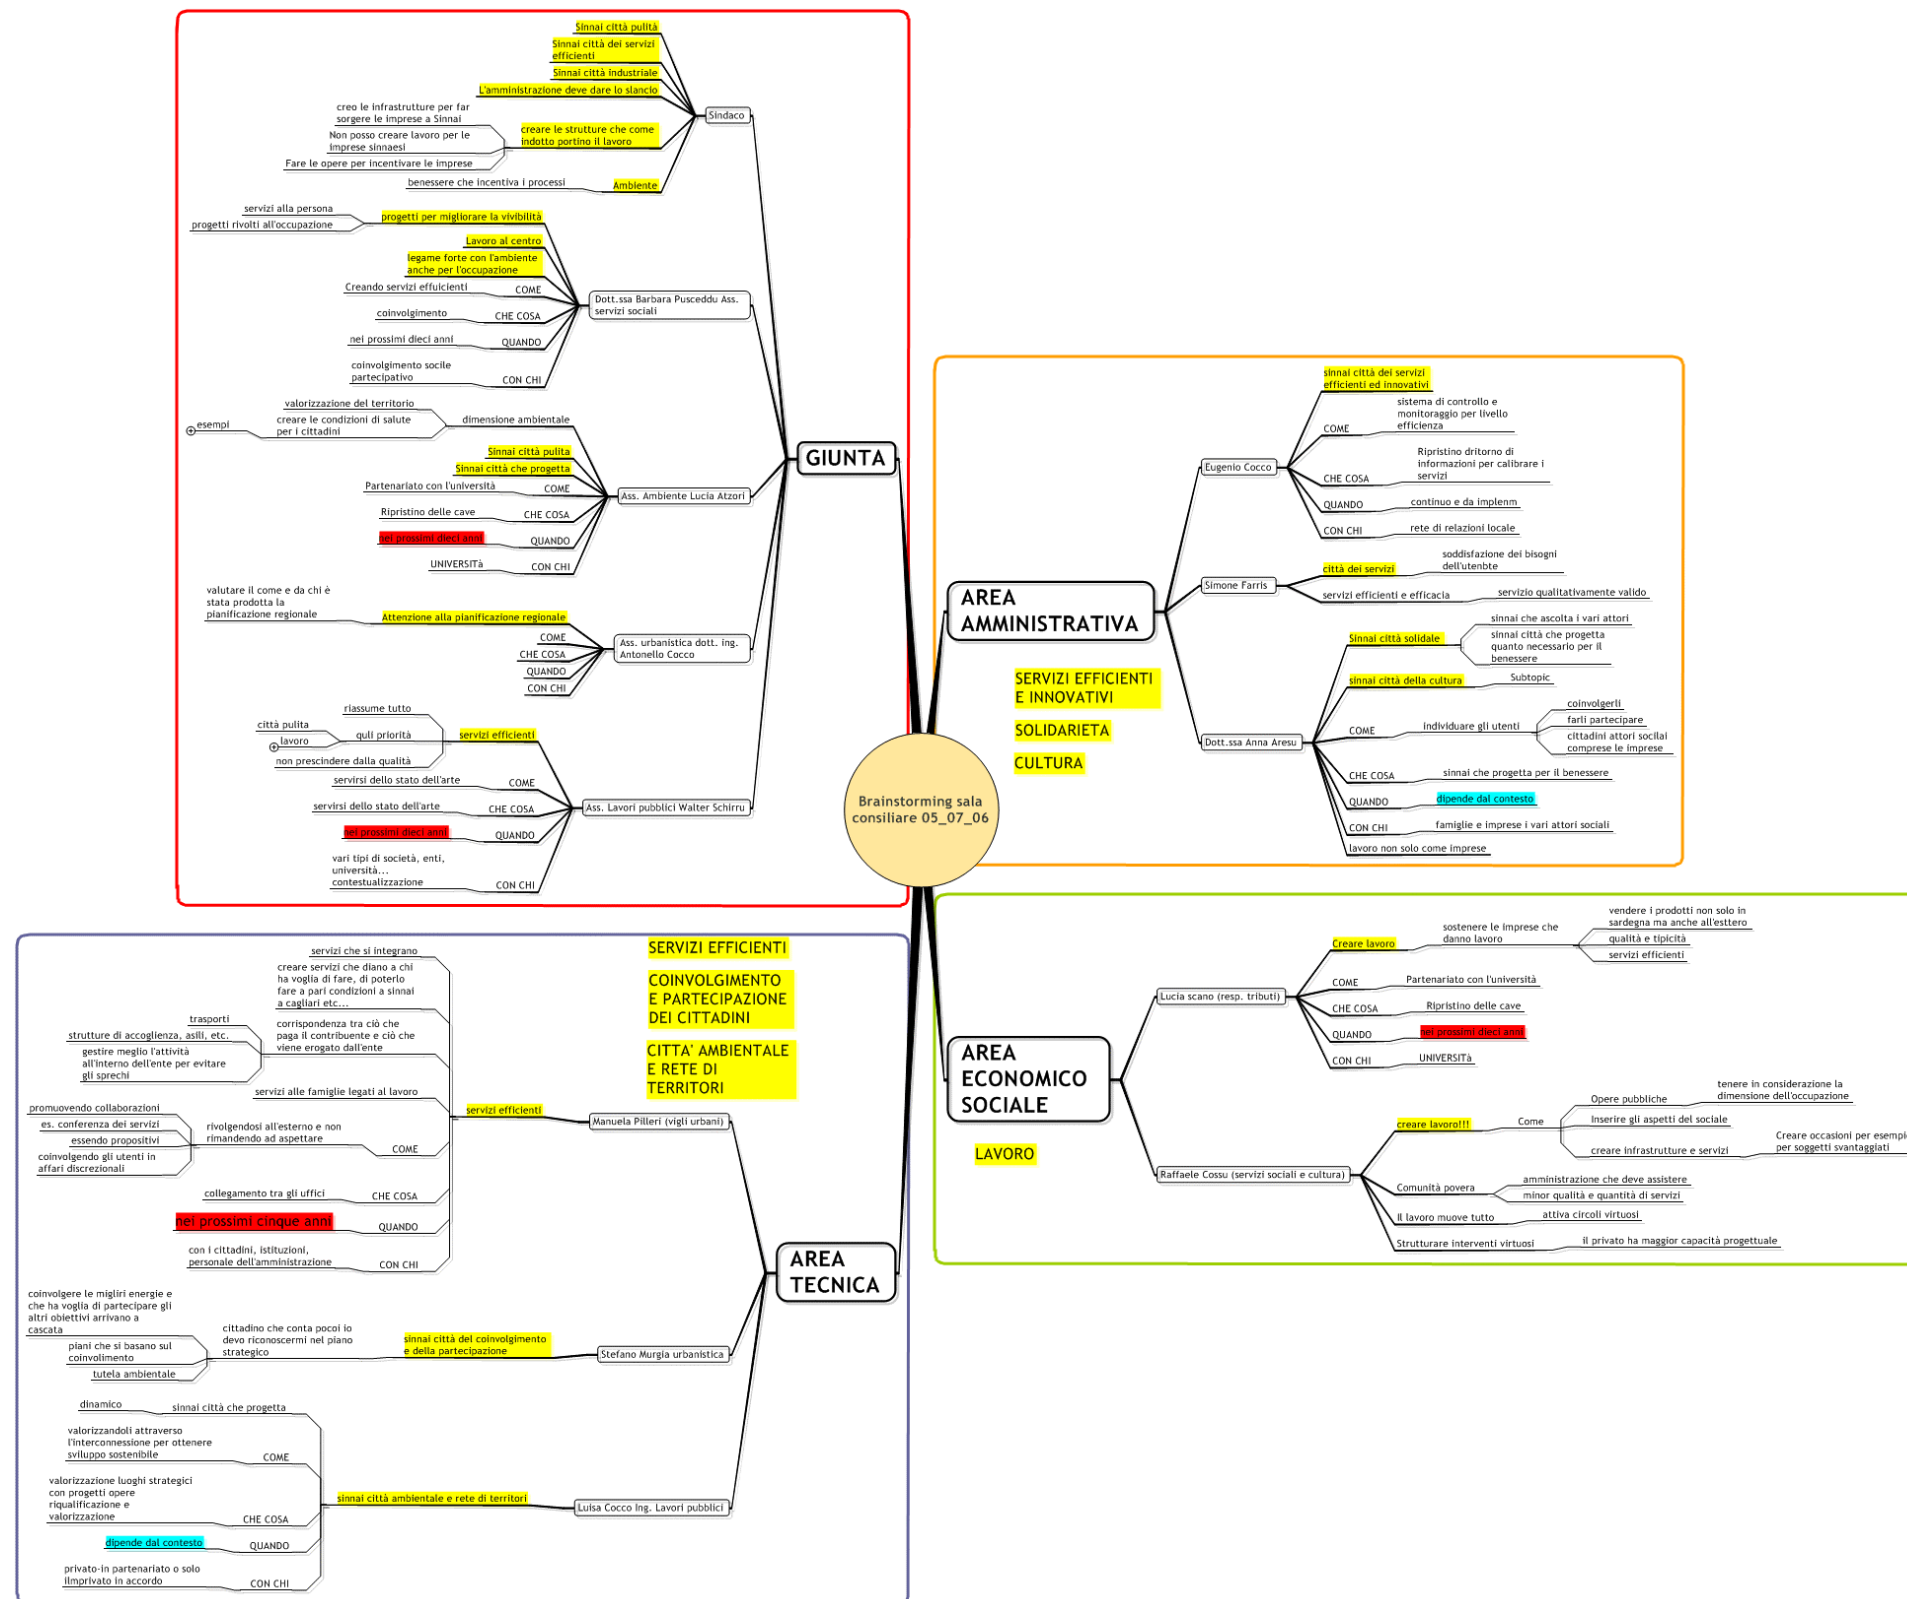 Brainstorming sala
consiliare 05_07_06
GIUNTA
Sindaco
Sinnai città pulità
Sinnai città dei servizi
efficienti
Sinnai città industriale
L'amministrazione deve dare lo slancio
creare le strutture che come
indotto portino il lavoro
creo le infrastrutture per far
sorgere le imprese a Sinnai
Non posso creare lavoro per le
imprese sinnaesi
Fare le opere per incentivare le imprese
Ambiente
benessere che incentiva i processi
Dott.ssa Barbara Pusceddu Ass.
servizi sociali
progetti per migliorare la vivibilità
servizi alla persona
progetti rivolti all'occupazione
Lavoro al centro
legame forte con l'ambiente
anche per l'occupazione
COME
Creando servizi effuicienti
CHE COSA
coinvolgimento
QUANDO
nei prossimi dieci anni
CON CHI
coinvolgimento socile
partecipativo
Ass. Ambiente Lucia Atzori
dimensione ambientale
valorizzazione del territorio
creare le condizioni di salute
per i cittadini
esempi
Sinnai città pulita
Sinnai città che progetta
COME
Partenariato con l'università
CHE COSA
Ripristino delle cave
QUANDO
nei prossimi dieci anni
CON CHI
UNIVERSITà
Ass. urbanistica dott. ing.
Antonello Cocco
Attenzione alla pianificazione regionale
valutare il come e da chi è
stata prodotta la
pianificazione regionale
COME
CHE COSA
QUANDO
CON CHI
Ass. Lavori pubblici Walter Schirru
servizi efficienti
riassume tutto
quli priorità
città pulita
lavoro
non prescindere dalla qualità
COME
servirsi dello stato dell'arte
CHE COSA
servirsi dello stato dell'arte
QUANDO
nei prossimi dieci anni
CON CHI
vari tipi di società, enti,
università...
contestualizzazione
AREA
AMMINISTRATIVA
SERVIZI EFFICIENTI
E INNOVATIVI
SOLIDARIETA
CULTURA
Eugenio Cocco
sinnai città dei servizi
efficienti ed innovativi
COME
sistema di controllo e
monitoraggio per livello
efficienza
CHE COSA
Ripristino dritorno di
informazioni per calibrare i
servizi
QUANDO
continuo e da implenm
CON CHI
rete di relazioni locale
Simone Farris
città dei servizi
soddisfazione dei bisogni
dell'utenbte
servizi efficienti e efficacia
servizio qualitativamente valido
Dott.ssa Anna Aresu
Sinnai città solidale
sinnai che ascolta i vari attori
sinnai città che progetta
quanto necessario per il
benessere
sinnai città della cultura
Subtopic
COME
individuare gli utenti
coinvolgerli
farli partecipare
cittadini attori socilai
comprese le imprese
CHE COSA
sinnai che progetta per il benessere
QUANDO
dipende dal contesto
CON CHI
famiglie e imprese i vari attori sociali
lavoro non solo come imprese
AREA
ECONOMICO
SOCIALE
LAVORO
Lucia scano (resp. tributi)
Creare lavoro
sostenere le imprese che
danno lavoro
vendere i prodotti non solo in
sardegna ma anche all'esttero
qualità e tipicità
servizi efficienti
COME
Partenariato con l'università
CHE COSA
Ripristino delle cave
QUANDO
nei prossimi dieci anni
CON CHI
UNIVERSITà
Raffaele Cossu (servizi sociali e cultura)
creare lavoro!!!
Come
Opere pubbliche
tenere in considerazione la
dimensione dell'occupazione
Inserire gli aspetti del sociale
creare infrastrutture e servizi
Creare occasioni per esempio
per soggetti svantaggiati
Comunità povera
amministrazione che deve assistere
minor qualità e quantità di servizi
Il lavoro muove tutto
attiva circoli virtuosi
Strutturare interventi virtuosi
il privato ha maggior capacità progettuale
AREA
TECNICA
SERVIZI EFFICIENTI
COINVOLGIMENTO
E PARTECIPAZIONE
DEI CITTADINI
CITTA' AMBIENTALE
E RETE DI
TERRITORI
Manuela Pilleri (vigli urbani)
servizi efficienti
servizi che si integrano
creare servizi che diano a chi
ha voglia di fare, di poterlo
fare a pari condizioni a sinnai
a cagliari etc...
corrispondenza tra ciò che
paga il contribuente e ciò che
viene erogato dall'ente
trasporti
strutture di accoglienza, asili, etc.
gestire meglio l'attività
all'interno dell'ente per evitare
gli sprechi
servizi alle famiglie legati al lavoro
COME
rivolgendosi all'esterno e non
rimandendo ad aspettare
promuovendo collaborazioni
es. conferenza dei servizi
essendo propositivi
coinvolgendo gli utenti in
affari discrezionali
CHE COSA
collegamento tra gli uffici
QUANDO
nei prossimi cinque anni
CON CHI
con i cittadini, istituzioni,
personale dell'amministrazione
Stefano Murgia urbanistica
sinnai città del coinvolgimento
e della partecipazione
cittadino che conta pocoi io
devo riconoscermi nel piano
strategico
coinvolgere le migliri energie e
che ha voglia di partecipare gli
altri obiettivi arrivano a
cascata
piani che si basano sul
coinvolimento
tutela ambientale
Luisa Cocco Ing. Lavori pubblici
sinnai città ambientale e rete di territori
sinnai città che progetta
dinamico
COME
valorizzandoli attraverso
l'interconnessione per ottenere
sviluppo sostenibile
CHE COSA
valorizzazione luoghi strategici
con progetti opere
riqualificazione e
valorizzazione
QUANDO
dipende dal contesto
CON CHI
privato-in partenariato o solo
ilmprivato in accordo